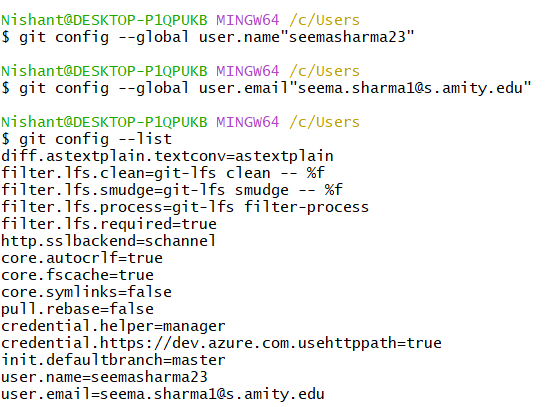 Nishant@DESKTOP-P1QPUKB MINGW64 /c/Users
$ git config --global user.name"seemasharma23"
Nishant@DESKTOP-P1QPUKB MINGW64 /c/Users
$ git config --global user.email"seema.sharma1@s.amity.edu"
Nishant@DESKTOP-P1QPUKB MINGW64 /c/Users
$ git config --list
diff.astextplain.textconv=astextplain
filter.lfs.clean=git-lfs clean -- %f
filter.lfs.smudge=git-lfs smudge -- %f
filter.lfs.process=git-lfs filter-process
filter.lfs.required=true
http.sslbackend=schannel
core.autocrlf=true
core.fscache=true
core.symlinks=false
pull.rebase=false
credential.helper=manager
credential.https://dev.azure.com.usehttppath=true
init.defaultbranch=master
user.name=seemasharma23
user.email=seema.sharma1@s.amity.edu